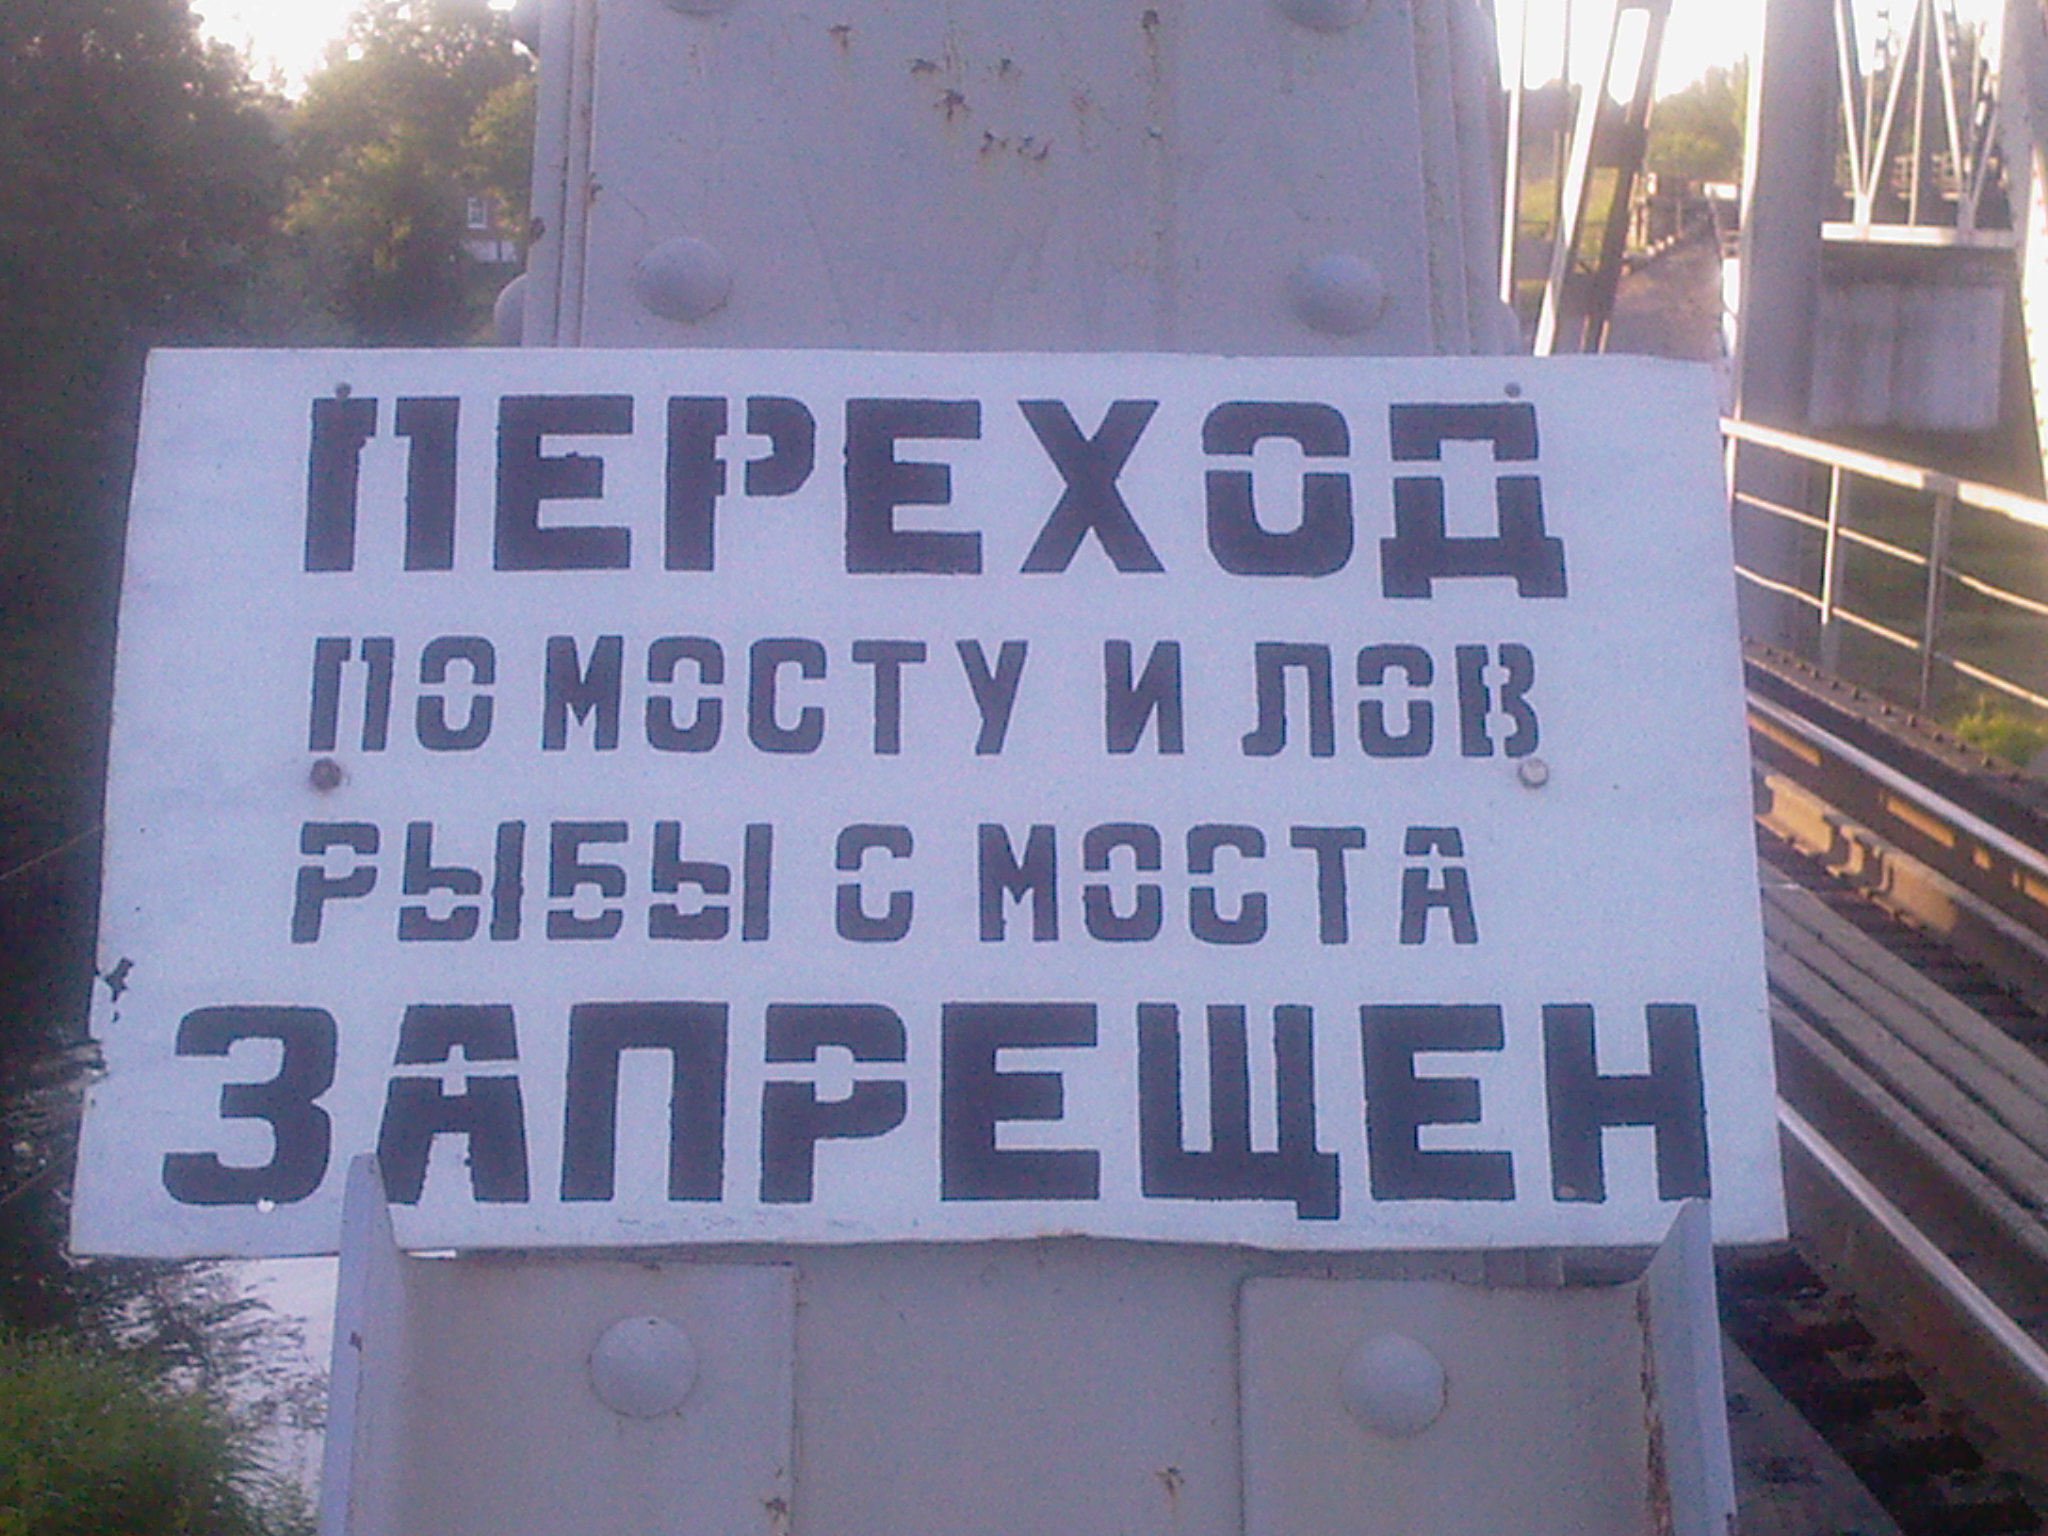 ПЕРЕХОД
ПО МОСТУ И ЛОВ
РЫБЫ С МОСТА
ЗАПРЕЩЕН